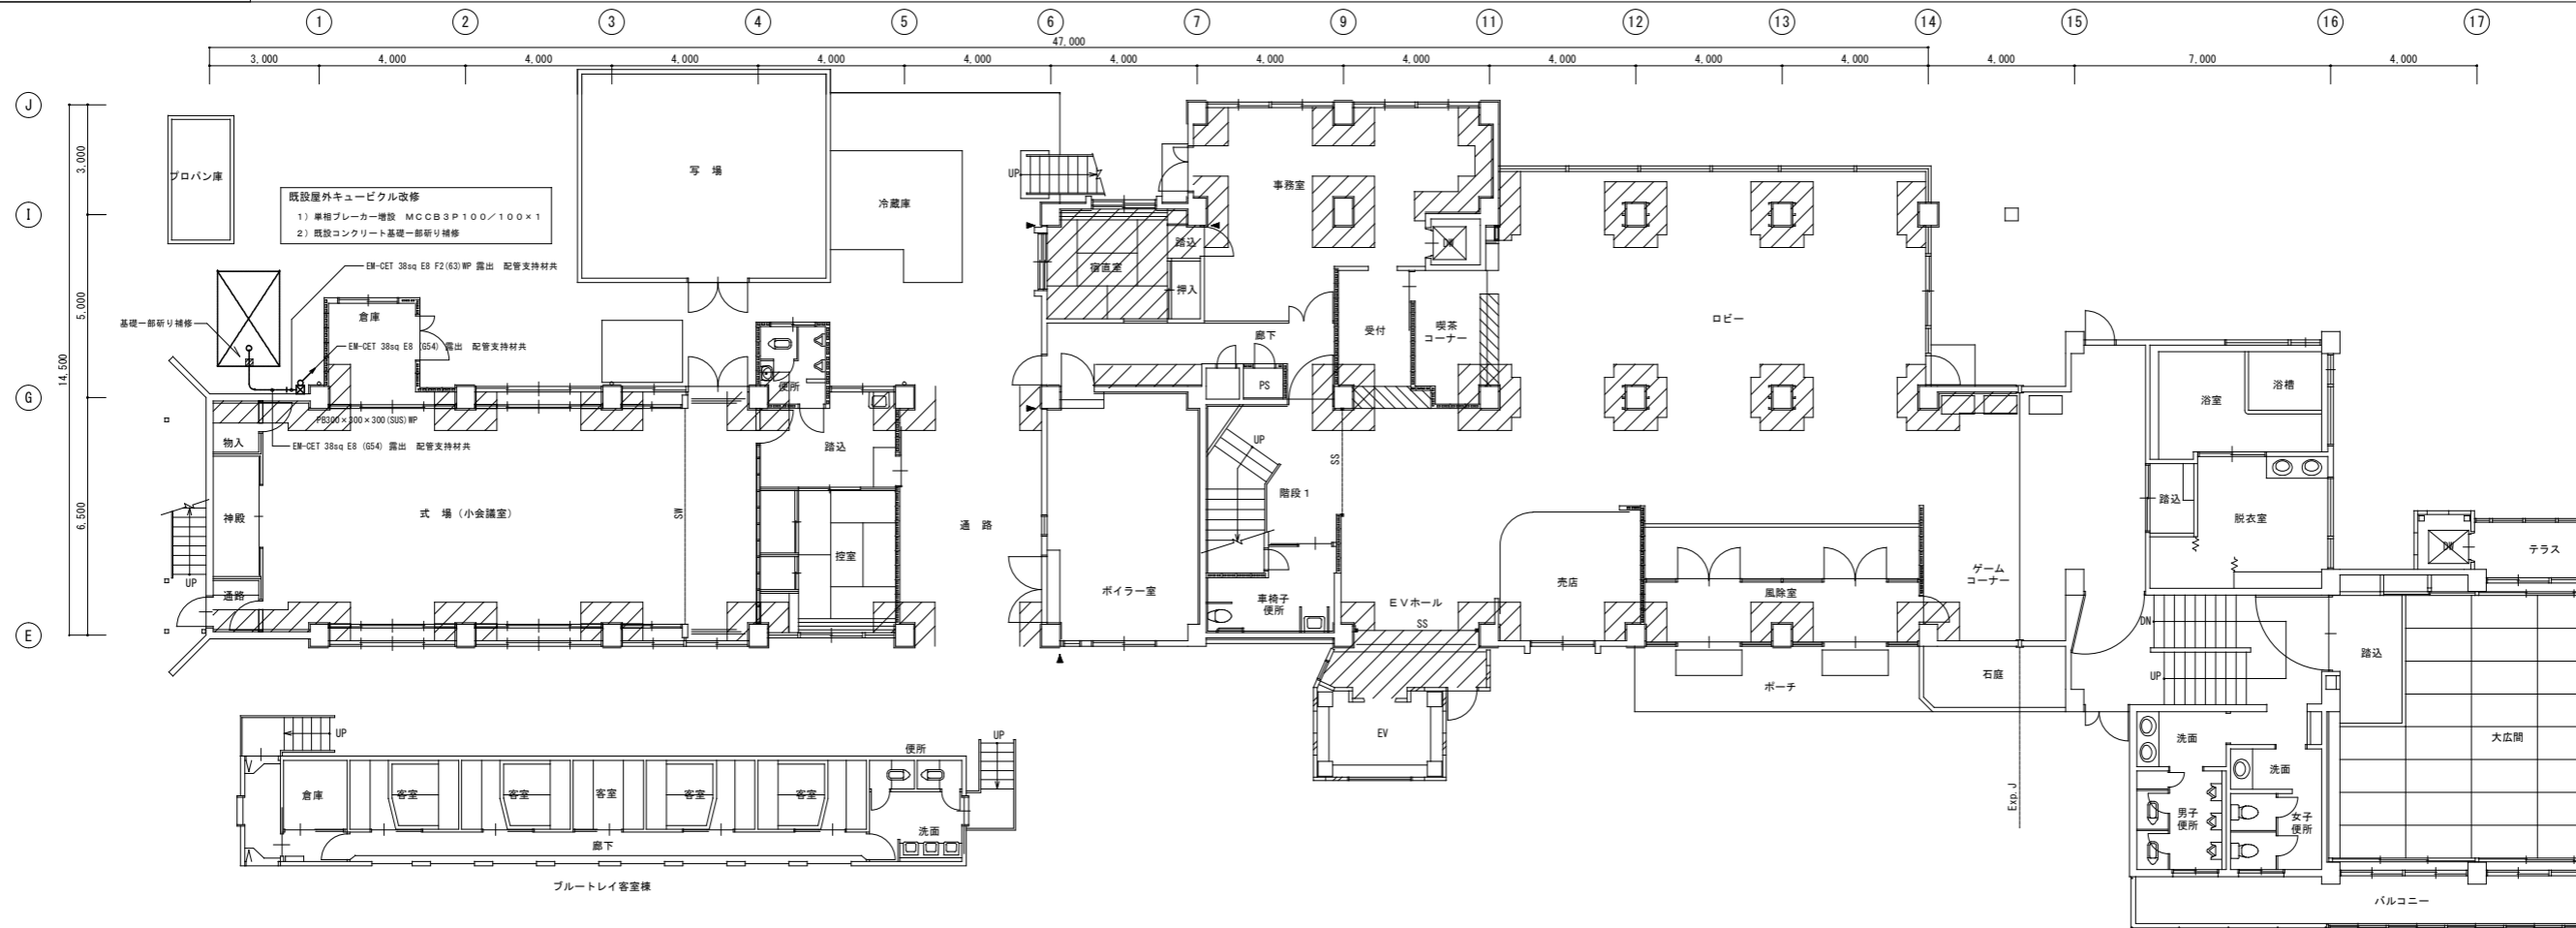 1 2 3 4 5 6 7 9 11 12 13 14 15 16 17
47,000
3,000 4,000 4,000 4,000 4,000 4,000 4,000 4,000 4,000 4,000 4,000 4,000 4,000 7,000 4,000
J
I
G
E
3,000
5,000
6,500
14,500
プロパン庫
既設屋外キュービクル改修
1）単相ブレーカー増設　MCCB3P100／100×1
2）既設コンクリート基礎一部斫り補修
EM-CET 38sq E8 F2(63)WP 露出　配管支持材共
基礎一部斫り補修
倉庫
EM-CET 38sq E8 (G54) 露出　配管支持材共
PB300×300×300(SUS)WP
EM-CET 38sq E8 (G54) 露出　配管支持材共
物入
神殿
通路
UP
式　場（小会議室）
SW
写　場
冷蔵庫
便所
踏込
控室
通　路
UP
宿直室
踏込
押入
事務室
DW
廊下
PS
受付
喫茶
コーナー
ロビー
UP
階段１
SS
ボイラー室
車椅子
便所
ＥＶホール
SS
EV
売店
風除室
ポーチ
ゲーム
コーナー
石庭
Exp.J
浴室
浴槽
踏込
脱衣室
DW
テラス
DN
UP
踏込
大広間
洗面
洗面
男子
便所
女子
便所
バルコニー
UP
倉庫
客室
客室
客室
客室
客室
便所
UP
洗面
廊下
ブルートレイ客室棟